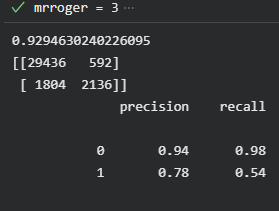 mrroger = 3 ...
0.9294630240226095
[[29436 592]
[ 1804 2136]]
precision recall
0 0.94 0.98
1 0.78 0.54